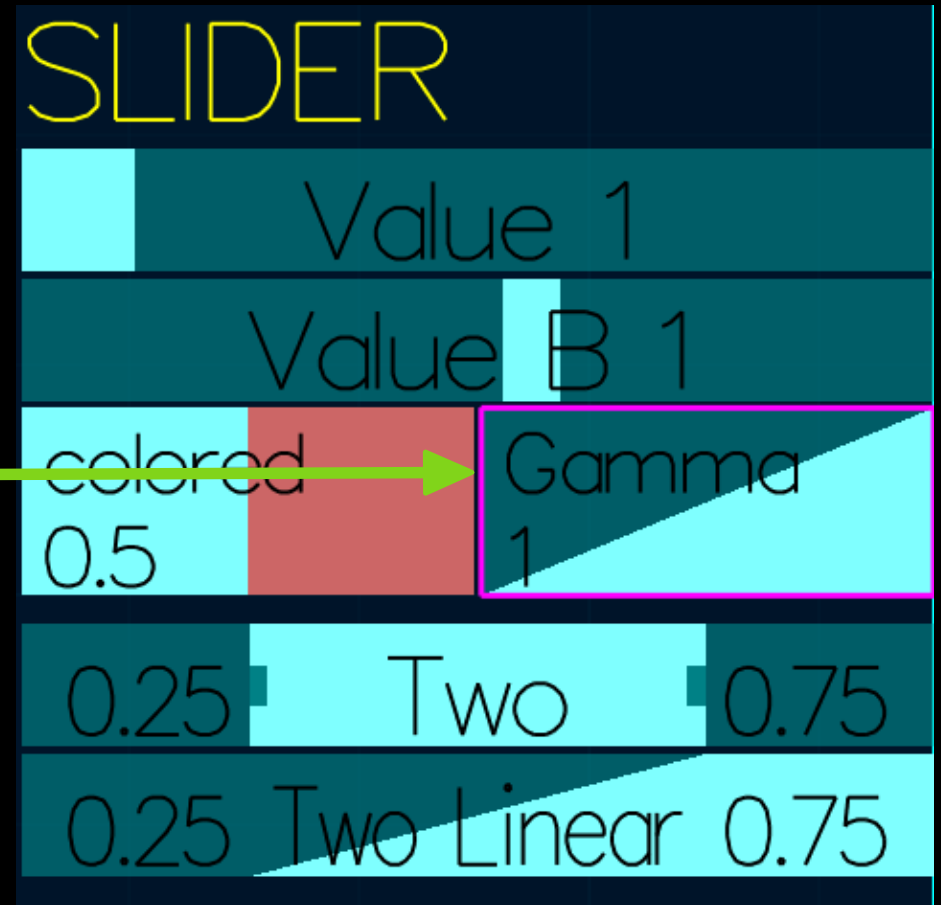 SLIDER
Value 1
Value B 1
colored
0.5
Gamma
1
0.25 Two 0.75
0.25 Two Linear 0.75